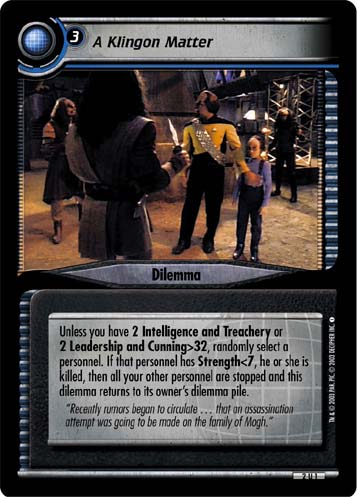 3
A Klingon Matter
Dilemma
Unless you have 2 Intelligence and Treachery or
2 Leadership and Cunning>32, randomly select a
personnel. If that personnel has Strength<7, he or she is
killed, then all your other personnel are stopped and this
dilemma returns to its owner's dilemma pile.
"Recently rumors began to circulate . . . that an assassination
attempt was going to be made on the family of Mogh."
TM & © 2003 PAR. PIC. © 2003 DECIPHER INC.
2 U 1